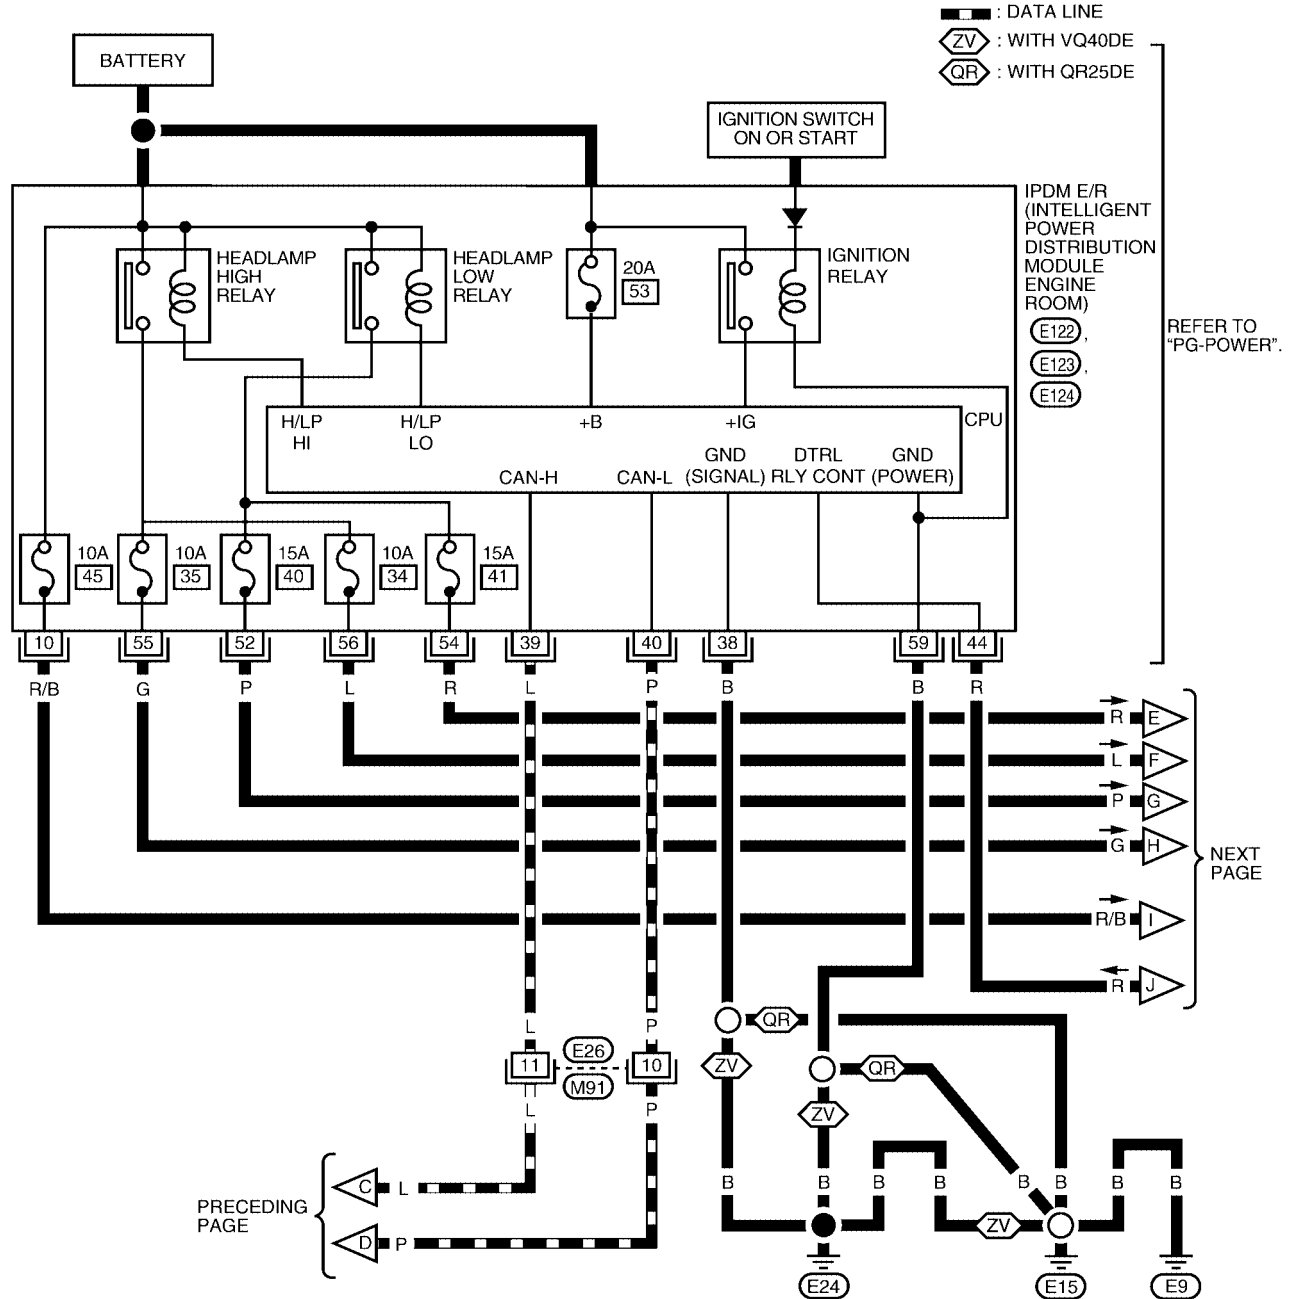 : DATA LINE
ZV : WITH VQ40DE
QR : WITH QR25DE
BATTERY
IGNITION SWITCH
ON OR START
IPDM E/R
(INTELLIGENT
POWER
DISTRIBUTION
MODULE
ENGINE
ROOM)
E122 ,
E123 ,
E124
REFER TO
"PG-POWER".
HEADLAMP
HIGH
RELAY
HEADLAMP
LOW
RELAY
20A
53
IGNITION
RELAY
H/LP
HI
H/LP
LO
+B
+IG
CPU
CAN-H
CAN-L
GND
(SIGNAL)
DTRL
RLY CONT
GND
(POWER)
10A
45
10A
35
15A
40
10A
34
15A
41
10 55 52 56 54 39 40 38 59 44
R/B G P L R L P B B R
R E
L F
P G
G H
R/B I
R J
NEXT
PAGE
L P
QR
11 E26 10
M91
ZV
QR
L P
ZV
PRECEDING
PAGE
C L
D P
B B B B B B B
ZV
E24 E15 E9